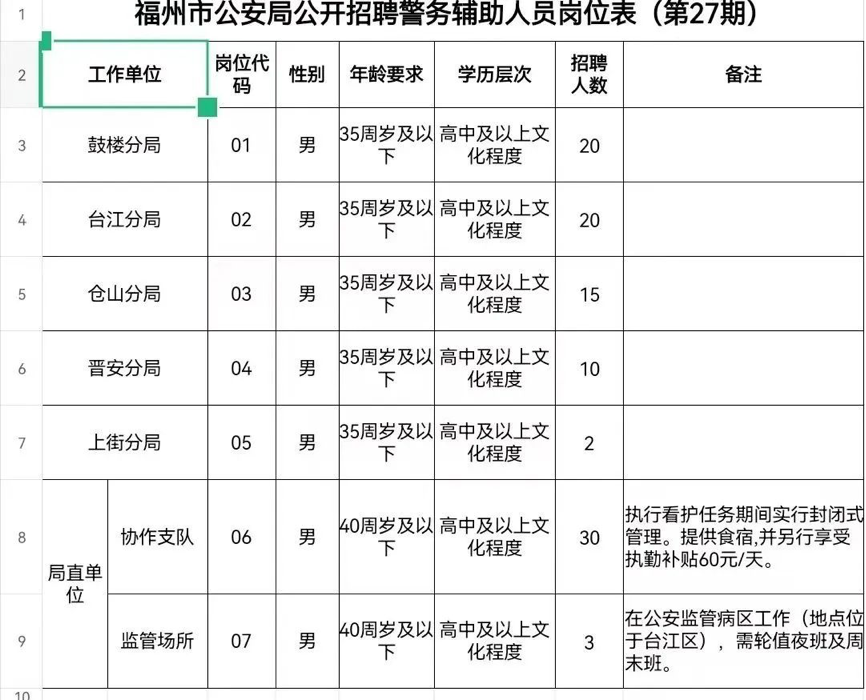 1
福州市公安局公开招聘警务辅助人员岗位表（第27期）
2
工作单位
岗位代
码
性别
年龄要求
学历层次
招聘
人数
备注
3
鼓楼分局
01
男
35周岁及以
下
高中及以上文
化程度
20
4
台江分局
02
男
35周岁及以
下
高中及以上文
化程度
20
5
仓山分局
03
男
35周岁及以
下
高中及以上文
化程度
15
6
晋安分局
04
男
35周岁及以
下
高中及以上文
化程度
10
7
上街分局
05
男
35周岁及以
下
高中及以上文
化程度
2
局直单
位
8
协作支队
06
男
40周岁及以
下
高中及以上文
化程度
30
执行看护任务期间实行封闭式
管理。提供食宿,并另行享受
执勤补贴60元/天。
9
监管场所
07
男
40周岁及以
下
高中及以上文
化程度
3
在公安监管病区工作（地点位
于台江区），需轮值夜班及周
末班。
10